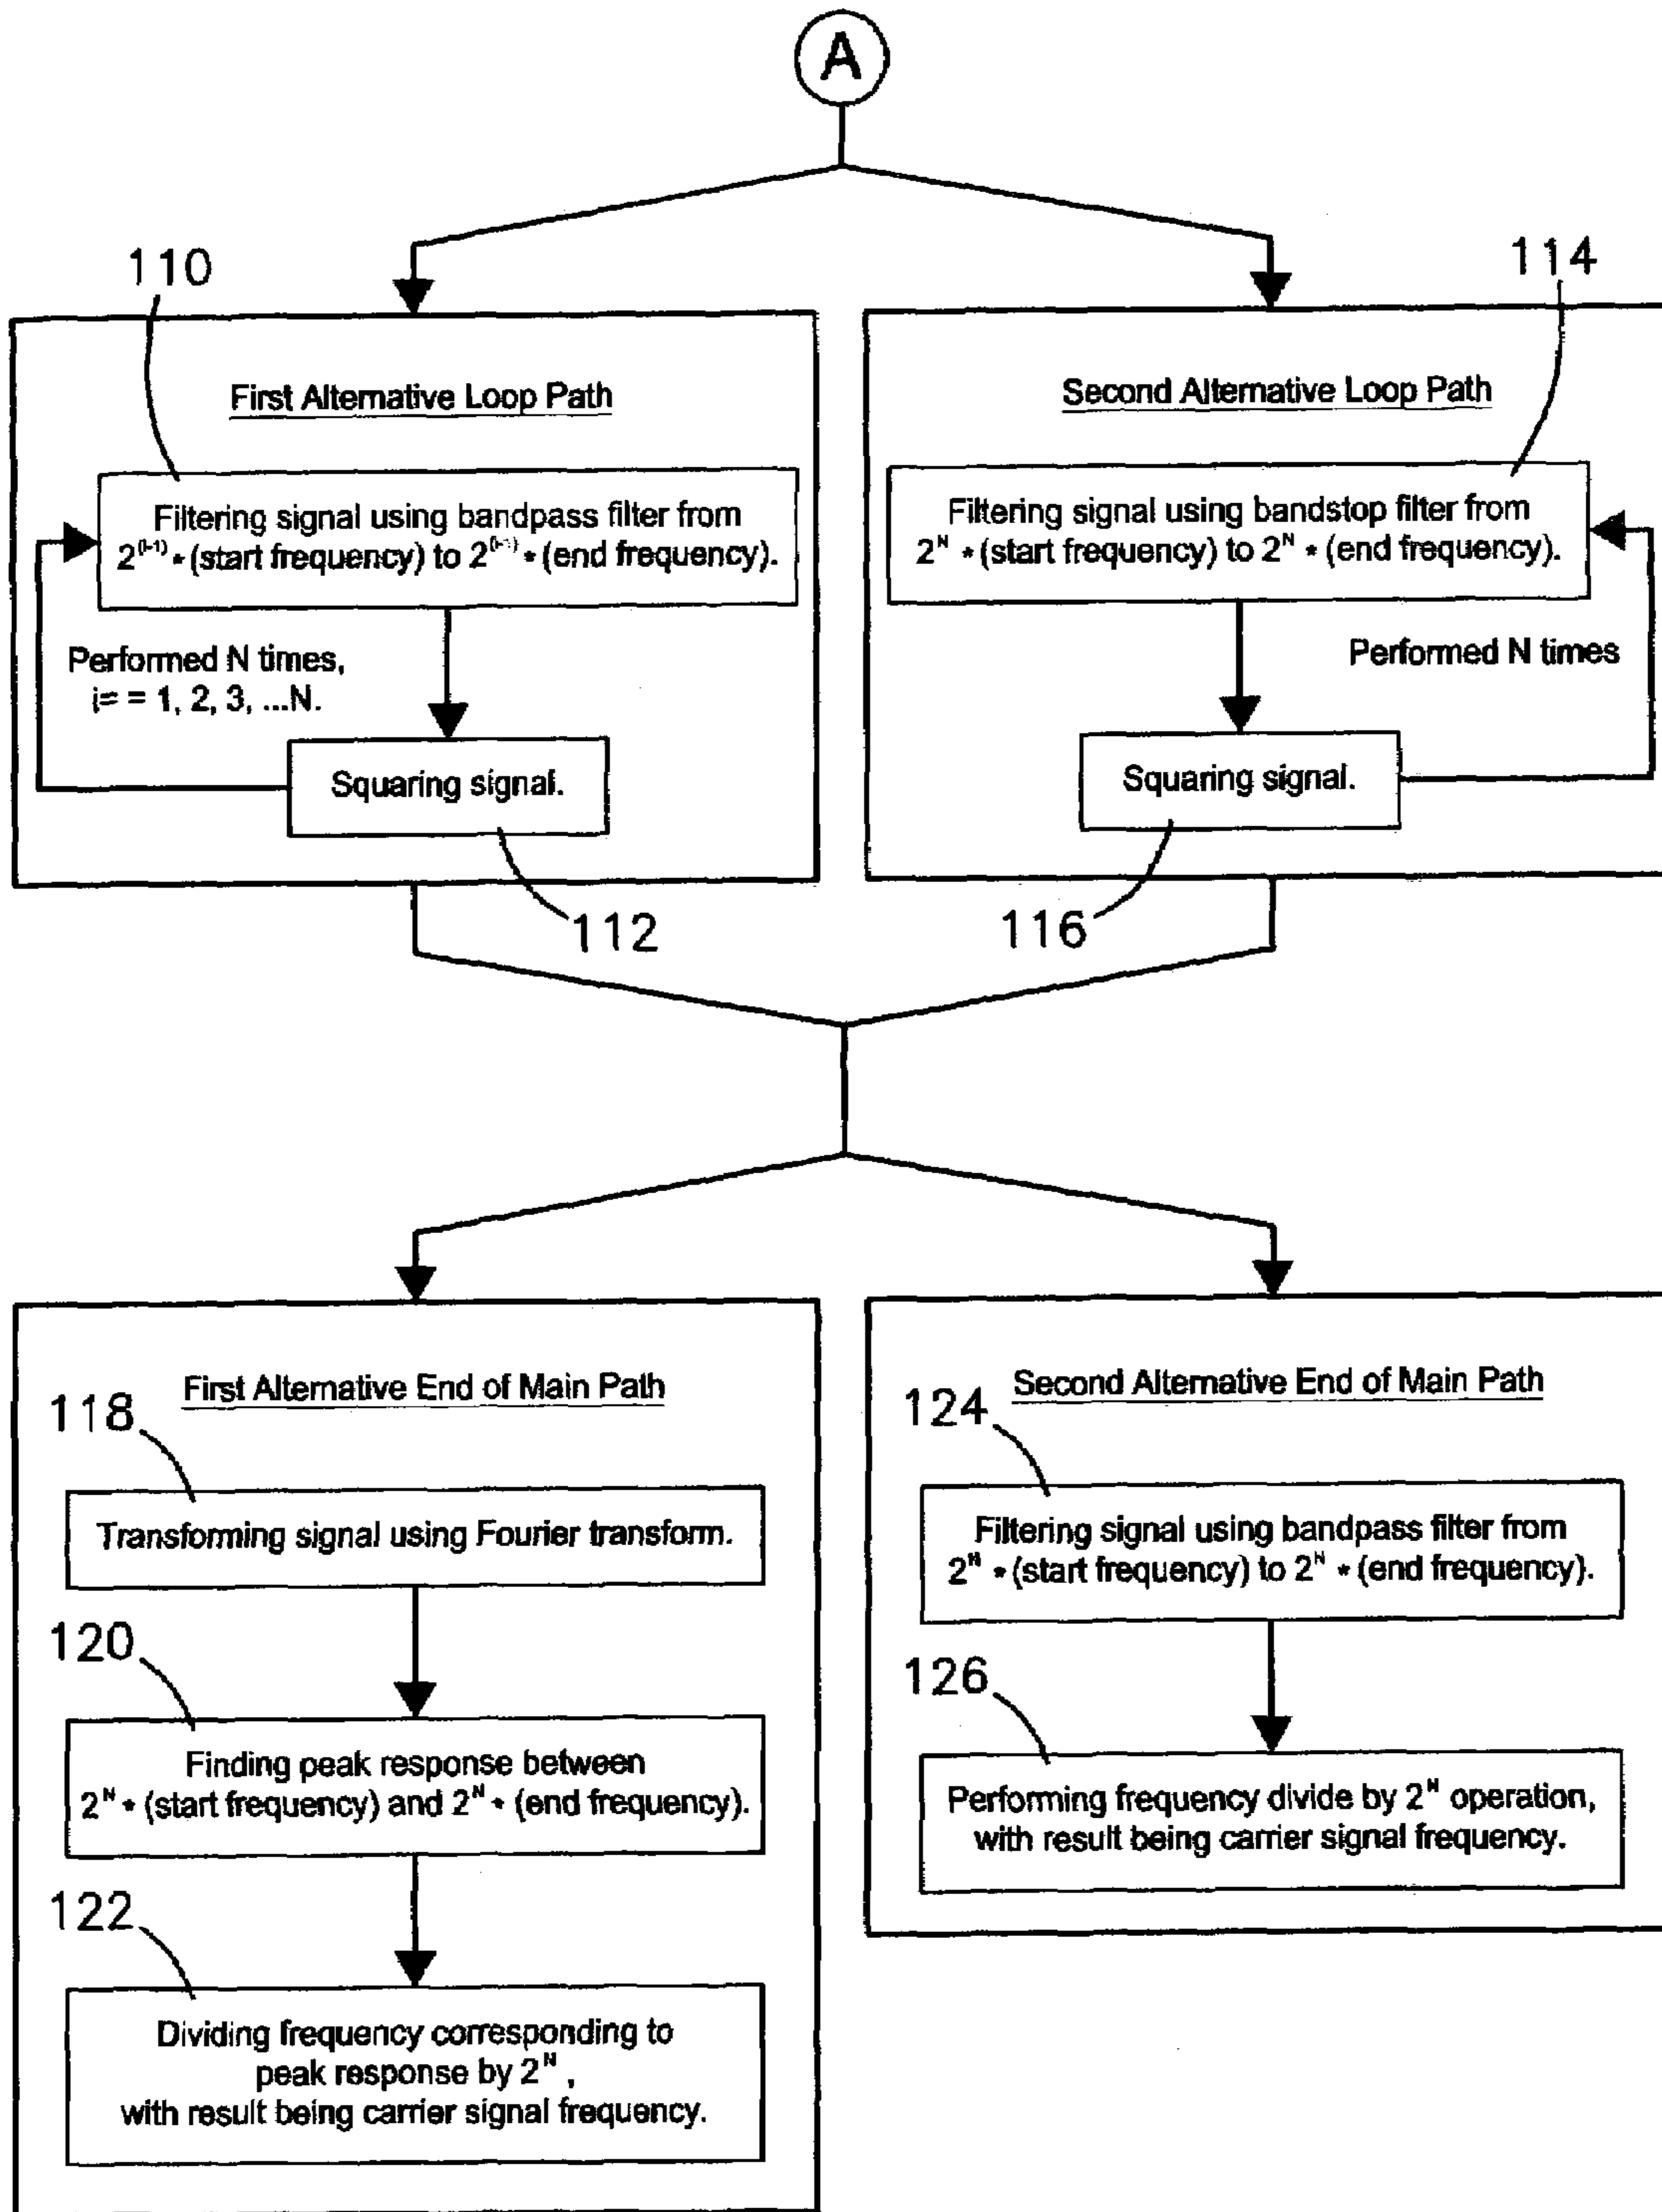 A
110
114
First Alternative Loop Path
Filtering signal using bandpass filter from
2^(i-1) * (start frequency) to 2^(i-1) * (end frequency).
Performed N times,
i= = 1, 2, 3, ...N.
Squaring signal.
112
Second Alternative Loop Path
Filtering signal using bandstop filter from
2^N * (start frequency) to 2^N * (end frequency).
Performed N times
Squaring signal.
116
First Alternative End of Main Path
118
Transforming signal using Fourier transform.
120
Finding peak response between
2^N * (start frequency) and 2^N * (end frequency).
122
Dividing frequency corresponding to
peak response by 2^N,
with result being carrier signal frequency.
Second Alternative End of Main Path
124
Filtering signal using bandpass filter from
2^N * (start frequency) to 2^N * (end frequency).
126
Performing frequency divide by 2^N operation,
with result being carrier signal frequency.